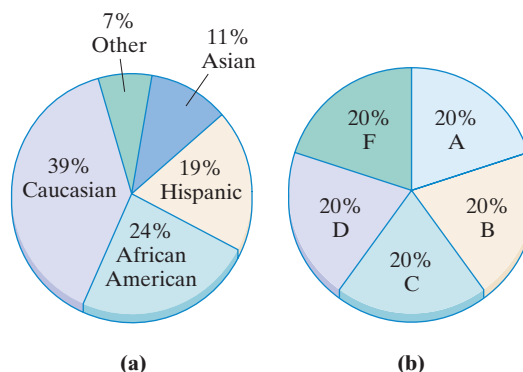 7%
Other
11%
Asian
39%
Caucasian
19%
Hispanic
24%
African
American
(a)
20%
F
20%
A
20%
D
20%
B
20%
C
(b)